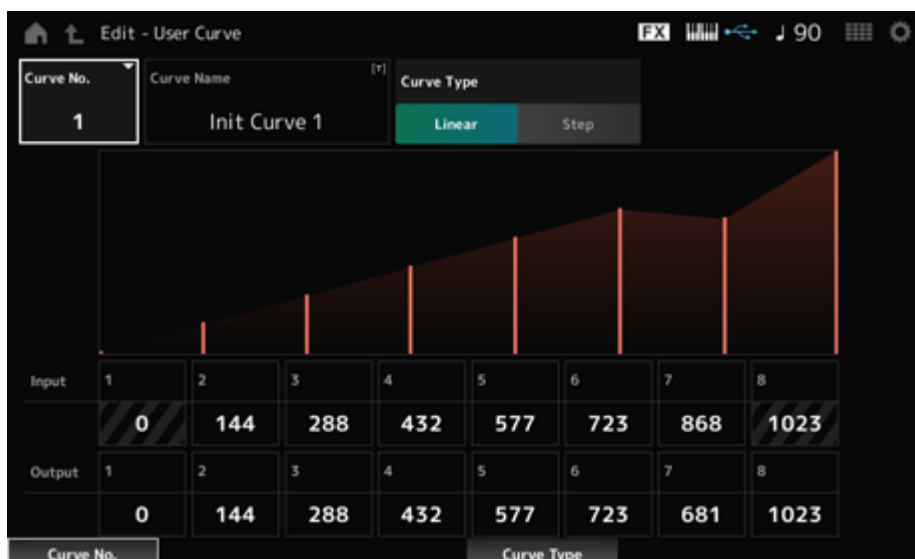 Edit - User Curve FX ♩ 90
Curve No. Curve Name [T] Curve Type
1 Init Curve 1 Linear Step
Input 1 2 3 4 5 6 7 8
0 144 288 432 577 723 868 1023
Output 1 2 3 4 5 6 7 8
0 144 288 432 577 723 681 1023
Curve No. Curve Type